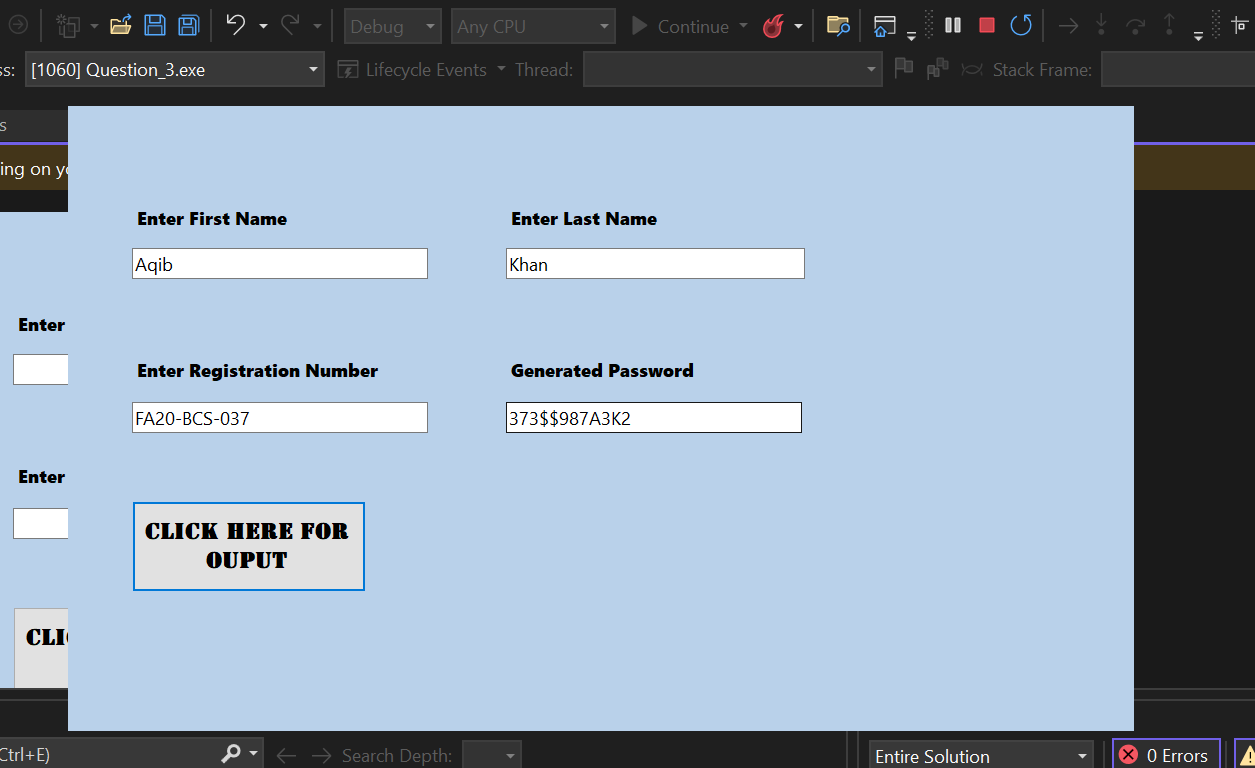 Debug
Any CPU
Continue
ss:
[1060] Question_3.exe
Lifecycle Events
Thread:
Stack Frame:
s
ing on yo
Enter First Name
Enter Last Name
Aqib
Khan
Enter
Enter Registration Number
Generated Password
FA20-BCS-037
373$$987A3K2
Enter
CLICK HERE FOR
OUPUT
CLIC
Ctrl+E)
Search Depth:
Entire Solution
0 Errors